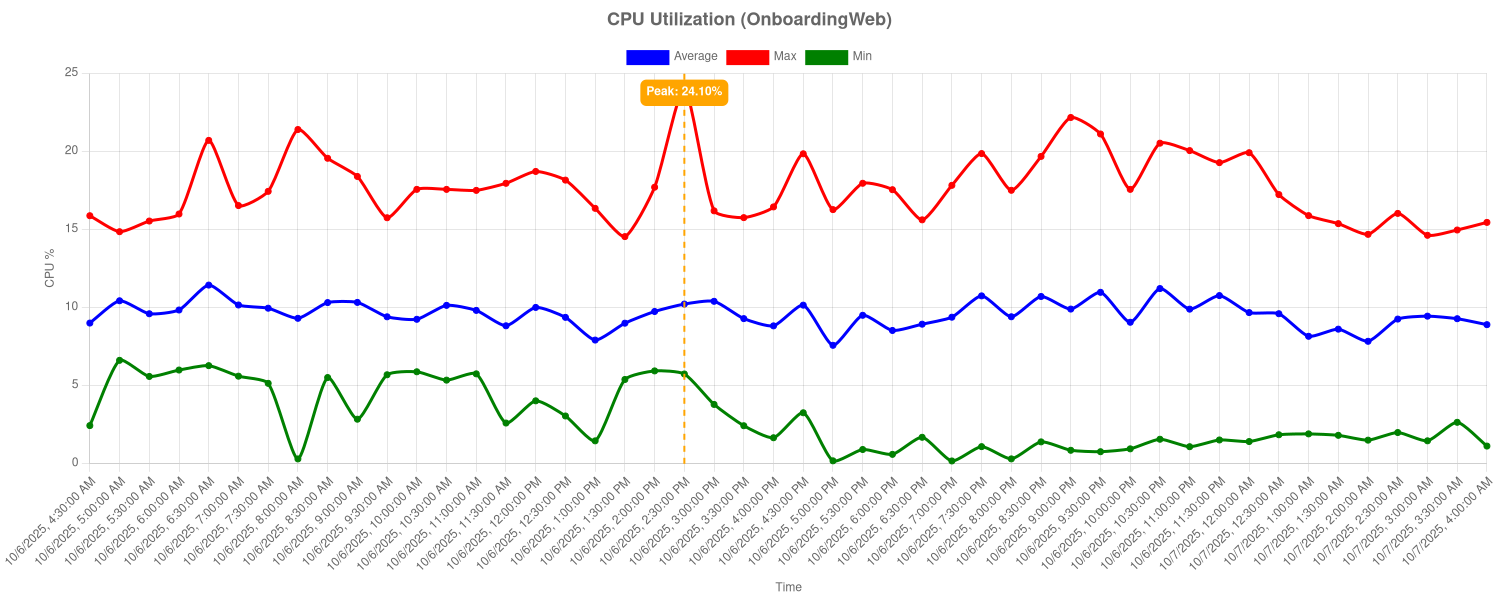 CPU Utilization (OnboardingWeb)
Average Max Min
Peak: 24.10%
25
20
15
10
5
0
CPU %
10/6/2025, 4:30:00 AM
10/6/2025, 5:00:00 AM
10/6/2025, 5:30:00 AM
10/6/2025, 6:00:00 AM
10/6/2025, 6:30:00 AM
10/6/2025, 7:00:00 AM
10/6/2025, 7:30:00 AM
10/6/2025, 8:00:00 AM
10/6/2025, 8:30:00 AM
10/6/2025, 9:00:00 AM
10/6/2025, 9:30:00 AM
10/6/2025, 10:00:00 AM
10/6/2025, 10:30:00 AM
10/6/2025, 11:00:00 AM
10/6/2025, 11:30:00 AM
10/6/2025, 12:00:00 PM
10/6/2025, 12:30:00 PM
10/6/2025, 1:00:00 PM
10/6/2025, 1:30:00 PM
10/6/2025, 2:00:00 PM
10/6/2025, 2:30:00 PM
10/6/2025, 3:00:00 PM
10/6/2025, 3:30:00 PM
10/6/2025, 4:00:00 PM
10/6/2025, 4:30:00 PM
10/6/2025, 5:00:00 PM
10/6/2025, 5:30:00 PM
10/6/2025, 6:00:00 PM
10/6/2025, 6:30:00 PM
10/6/2025, 7:00:00 PM
10/6/2025, 7:30:00 PM
10/6/2025, 8:00:00 PM
10/6/2025, 8:30:00 PM
10/6/2025, 9:00:00 PM
10/6/2025, 9:30:00 PM
10/6/2025, 10:00:00 PM
10/6/2025, 10:30:00 PM
10/6/2025, 11:00:00 PM
10/6/2025, 11:30:00 PM
10/7/2025, 12:00:00 AM
10/7/2025, 12:30:00 AM
10/7/2025, 1:00:00 AM
10/7/2025, 1:30:00 AM
10/7/2025, 2:00:00 AM
10/7/2025, 2:30:00 AM
10/7/2025, 3:00:00 AM
10/7/2025, 3:30:00 AM
10/7/2025, 4:00:00 AM
Time